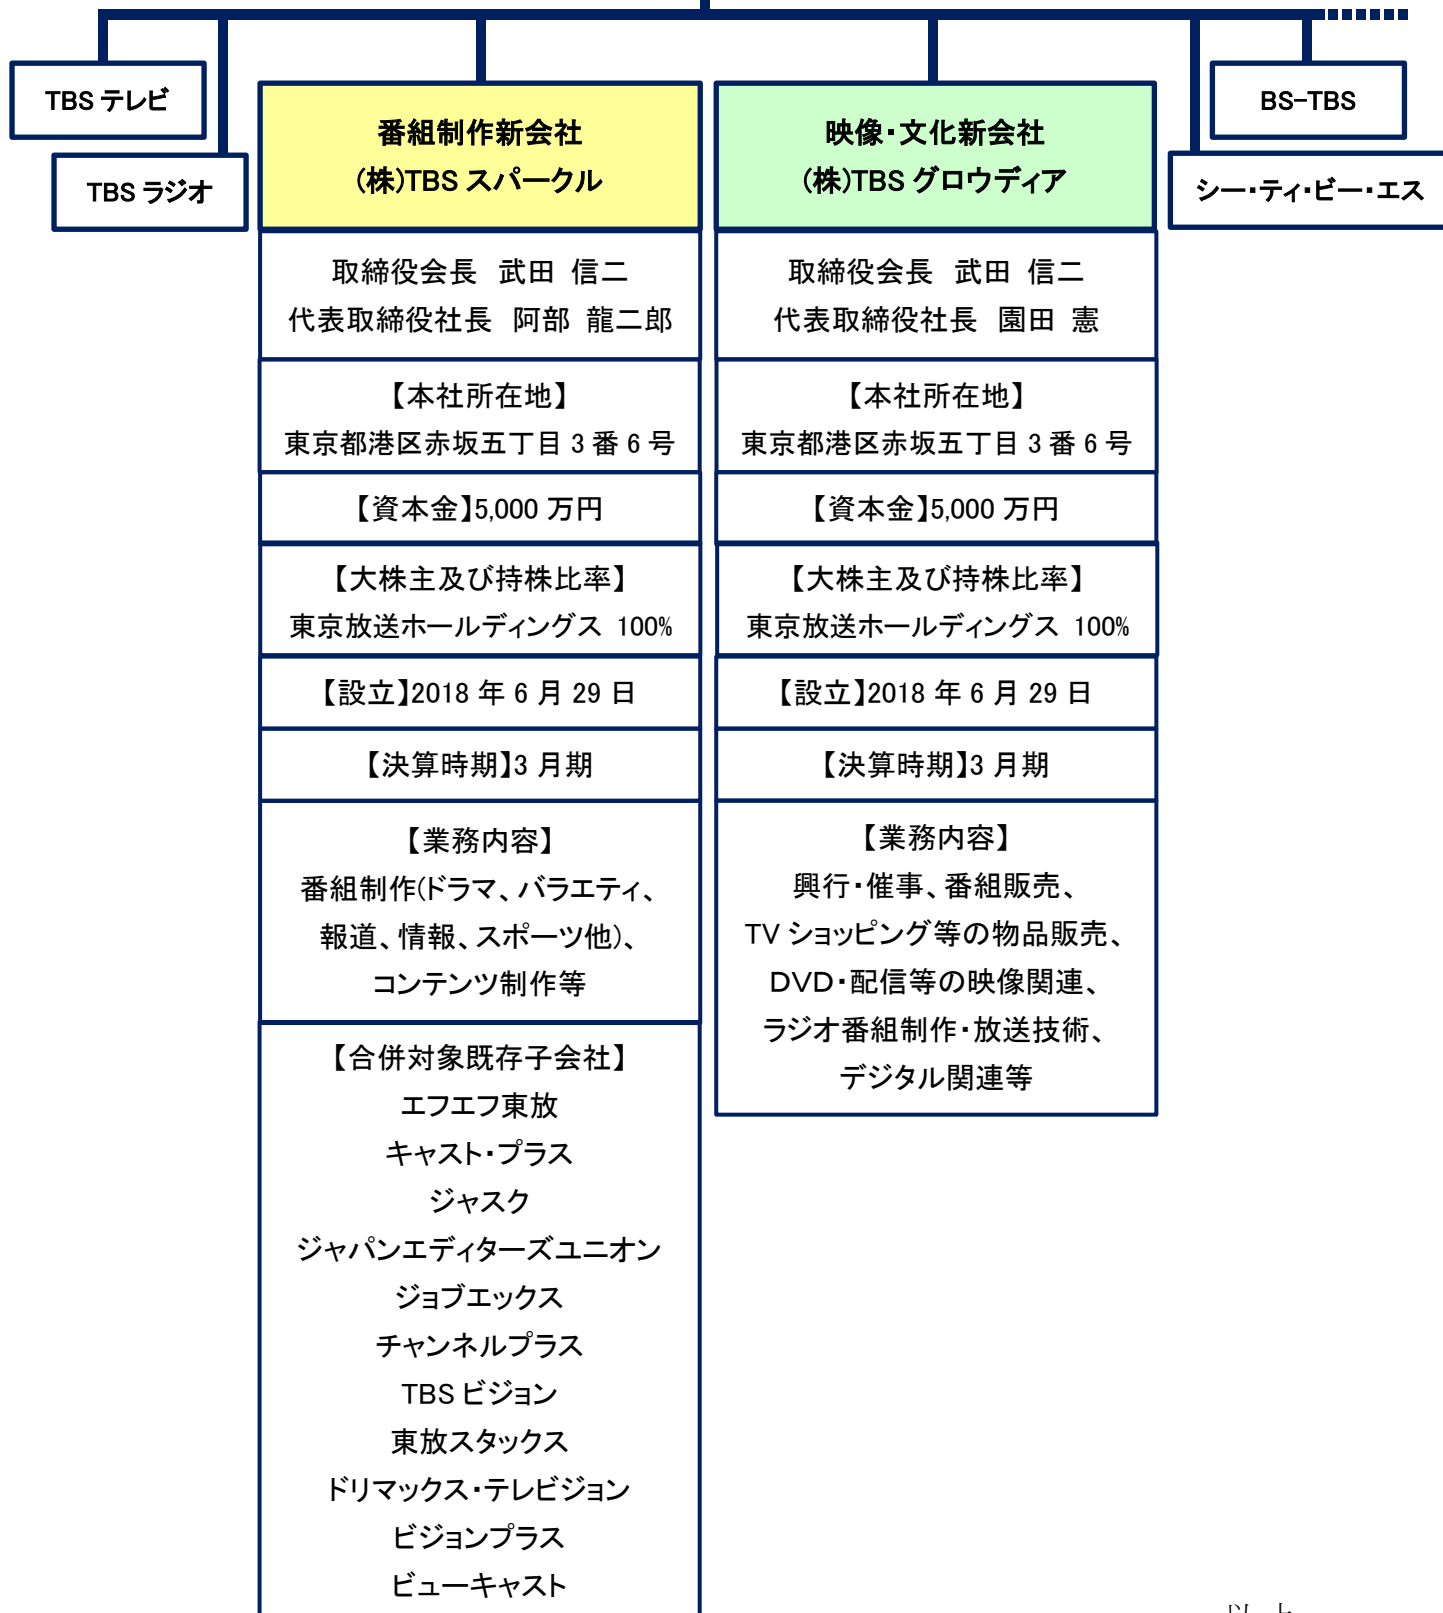 TBS テレビ
TBS ラジオ
番組制作新会社
(株)TBS スパークル
取締役会長 武田 信二
代表取締役社長 阿部 龍二郎
【本社所在地】
東京都港区赤坂五丁目 3 番 6 号
【資本金】5,000 万円
【大株主及び持株比率】
東京放送ホールディングス 100%
【設立】2018 年 6 月 29 日
【決算時期】3 月期
【業務内容】
番組制作(ドラマ、バラエティ、
報道、情報、スポーツ他)、
コンテンツ制作等
【合併対象既存子会社】
エフエフ東放
キャスト・プラス
ジャスク
ジャパンエディターズユニオン
ジョブエックス
チャンネルプラス
TBS ビジョン
東放スタックス
ドリマックス・テレビジョン
ビジョンプラス
ビューキャスト
映像・文化新会社
(株)TBS グロウディア
取締役会長 武田 信二
代表取締役社長 園田 憲
【本社所在地】
東京都港区赤坂五丁目 3 番 6 号
【資本金】5,000 万円
【大株主及び持株比率】
東京放送ホールディングス 100%
【設立】2018 年 6 月 29 日
【決算時期】3 月期
【業務内容】
興行・催事、番組販売、
TV ショッピング等の物品販売、
DVD・配信等の映像関連、
ラジオ番組制作・放送技術、
デジタル関連等
BS-TBS
シー・ティ・ビー・エス
以 上